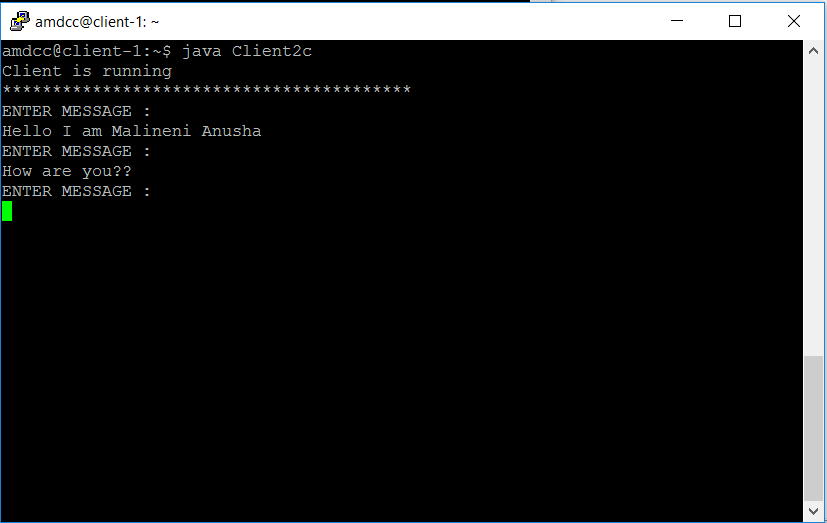 amdcc@client-1: ~
amdcc@client-1:~$ java Client2c
Client is running
*****************************************
ENTER MESSAGE :
Hello I am Malineni Anusha
ENTER MESSAGE :
How are you??
ENTER MESSAGE :